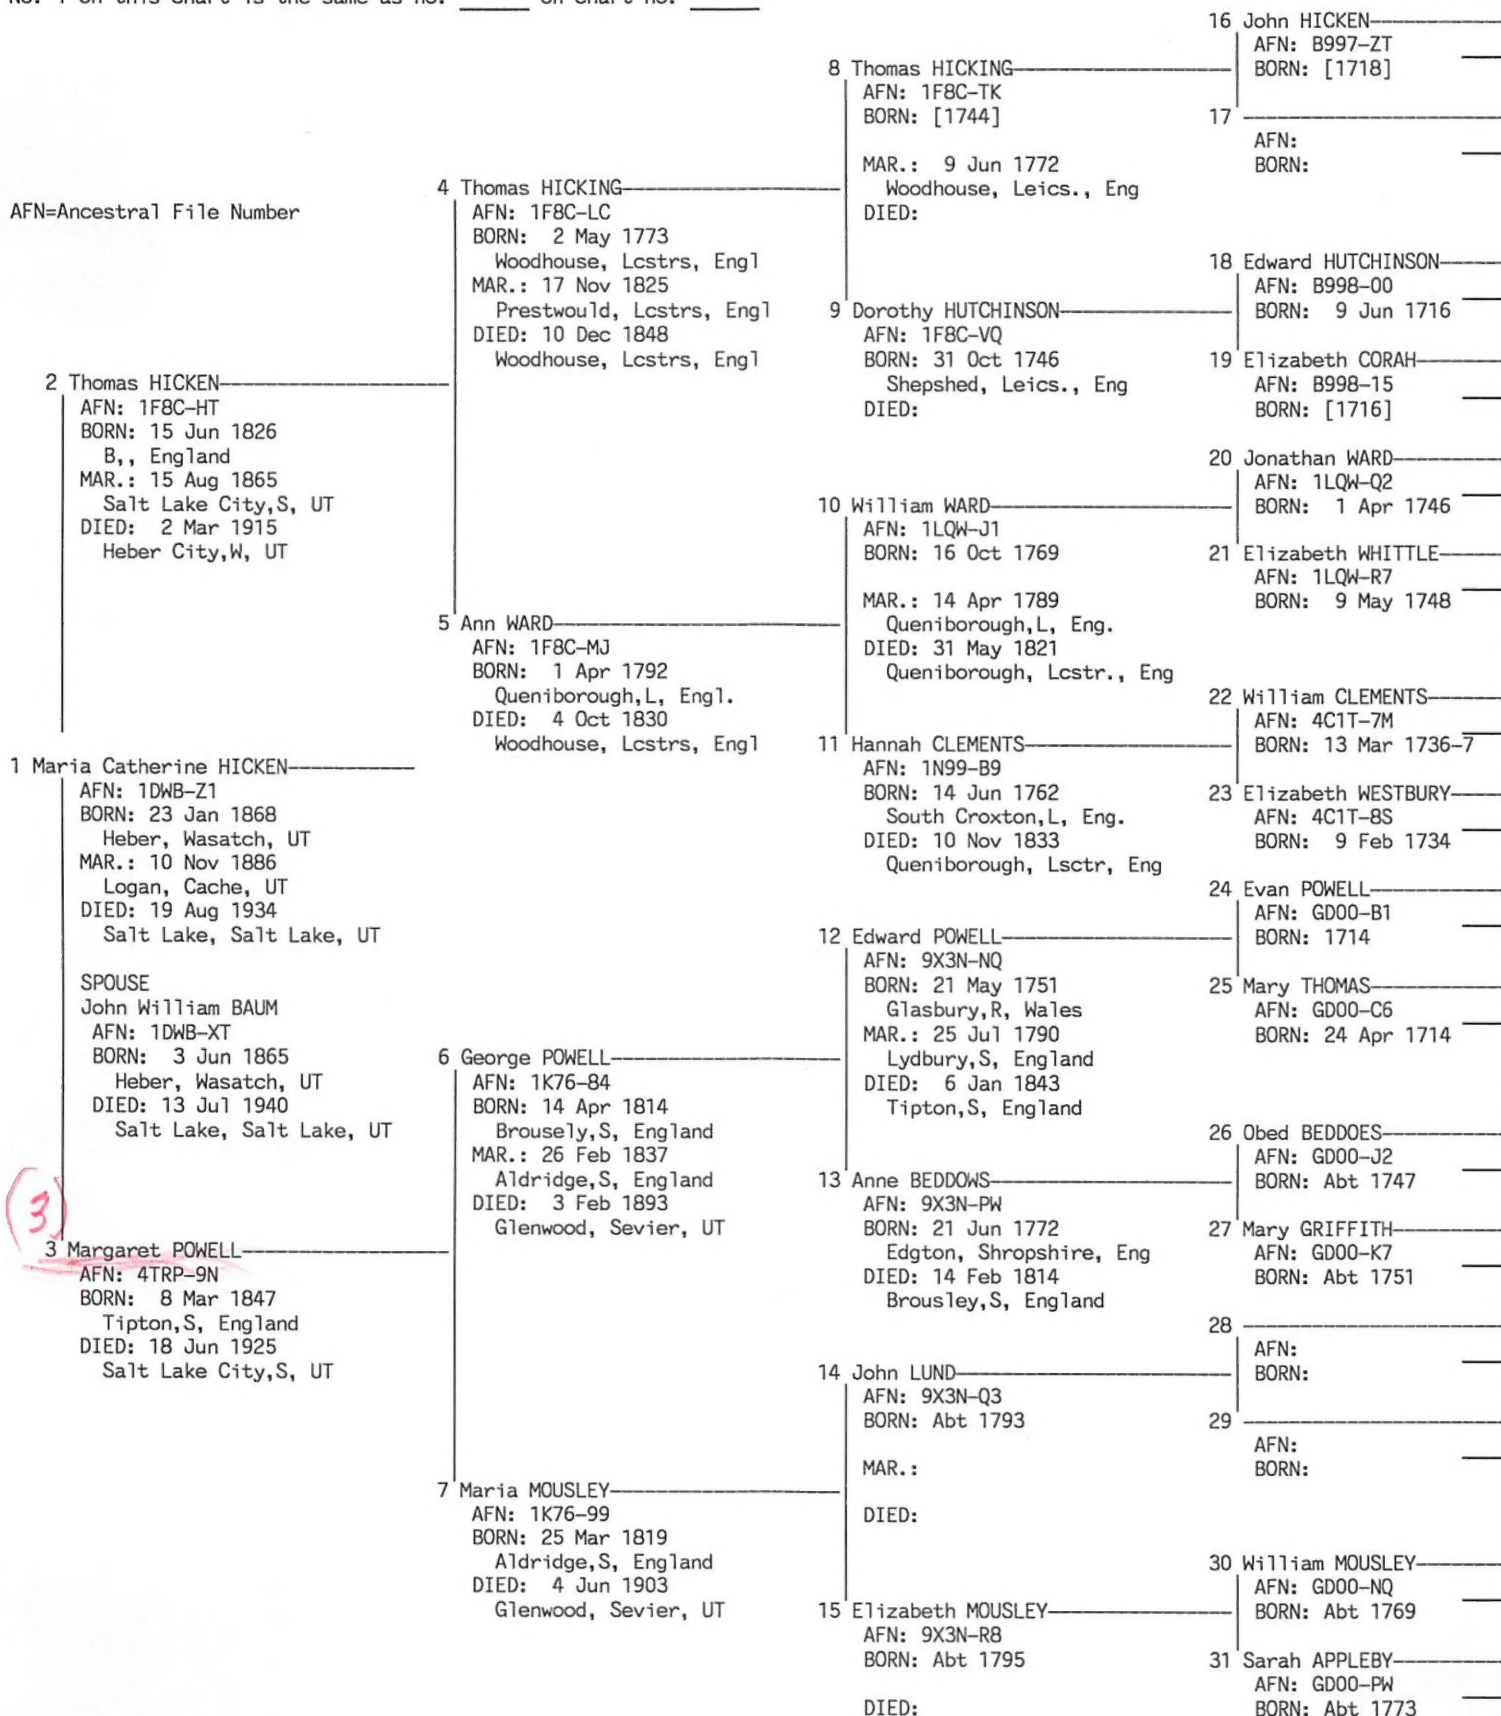 16 John HICKEN
AFN: B997-ZT
BORN: [1718]
8 Thomas HICKING
AFN: 1F8C-TK
BORN: [1744]
MAR.: 9 Jun 1772
Woodhouse, Leics., Eng
DIED:
17
AFN:
BORN:
4 Thomas HICKING
AFN: 1F8C-LC
BORN: 2 May 1773
Woodhouse, Lcstrs, Engl
MAR.: 17 Nov 1825
Prestwould, Lcstrs, Engl
DIED: 10 Dec 1848
Woodhouse, Lcstrs, Engl
AFN=Ancestral File Number
18 Edward HUTCHINSON
AFN: B998-00
BORN: 9 Jun 1716
9 Dorothy HUTCHINSON
AFN: 1F8C-VQ
BORN: 31 Oct 1746
Shepshed, Leics., Eng
DIED:
19 Elizabeth CORAH
AFN: B998-15
BORN: [1716]
2 Thomas HICKEN
AFN: 1F8C-HT
BORN: 15 Jun 1826
B,, England
MAR.: 15 Aug 1865
Salt Lake City,S, UT
DIED: 2 Mar 1915
Heber City,W, UT
20 Jonathan WARD
AFN: 1LQW-Q2
BORN: 1 Apr 1746
10 William WARD
AFN: 1LQW-J1
BORN: 16 Oct 1769
MAR.: 14 Apr 1789
Queniborough,L, Eng.
DIED: 31 May 1821
Queniborough, Lcstr., Eng
21 Elizabeth WHITTLE
AFN: 1LQW-R7
BORN: 9 May 1748
5 Ann WARD
AFN: 1F8C-MJ
BORN: 1 Apr 1792
Queniborough,L, Engl.
DIED: 4 Oct 1830
Woodhouse, Lcstrs, Engl
22 William CLEMENTS
AFN: 4C1T-7M
BORN: 13 Mar 1736-7
11 Hannah CLEMENTS
AFN: 1N99-B9
BORN: 14 Jun 1762
South Croxton,L, Eng.
DIED: 10 Nov 1833
Queniborough, Lsctr, Eng
23 Elizabeth WESTBURY
AFN: 4C1T-8S
BORN: 9 Feb 1734
1 Maria Catherine HICKEN
AFN: 1DWB-Z1
BORN: 23 Jan 1868
Heber, Wasatch, UT
MAR.: 10 Nov 1886
Logan, Cache, UT
DIED: 19 Aug 1934
Salt Lake, Salt Lake, UT
SPOUSE
John William BAUM
AFN: 1DWB-XT
BORN: 3 Jun 1865
Heber, Wasatch, UT
DIED: 13 Jul 1940
Salt Lake, Salt Lake, UT
24 Evan POWELL
AFN: GD00-B1
BORN: 1714
12 Edward POWELL
AFN: 9X3N-NQ
BORN: 21 May 1751
Glasbury,R, Wales
MAR.: 25 Jul 1790
Lydbury,S, England
DIED: 6 Jan 1843
Tipton,S, England
25 Mary THOMAS
AFN: GD00-C6
BORN: 24 Apr 1714
6 George POWELL
AFN: 1K76-84
BORN: 14 Apr 1814
Brousely,S, England
MAR.: 26 Feb 1837
Aldridge,S, England
DIED: 3 Feb 1893
Glenwood, Sevier, UT
26 Obed BEDDOES
AFN: GD00-J2
BORN: Abt 1747
13 Anne BEDDOWS
AFN: 9X3N-PW
BORN: 21 Jun 1772
Edgton, Shropshire, Eng
DIED: 14 Feb 1814
Brousley,S, England
27 Mary GRIFFITH
AFN: GD00-K7
BORN: Abt 1751
3
3 Margaret POWELL
AFN: 4TRP-9N
BORN: 8 Mar 1847
Tipton,S, England
DIED: 18 Jun 1925
Salt Lake City,S, UT
28
AFN:
BORN:
14 John LUND
AFN: 9X3N-Q3
BORN: Abt 1793
MAR.:
DIED:
29
AFN:
BORN:
7 Maria MOUSLEY
AFN: 1K76-99
BORN: 25 Mar 1819
Aldridge,S, England
DIED: 4 Jun 1903
Glenwood, Sevier, UT
30 William MOUSLEY
AFN: GD00-NQ
BORN: Abt 1769
15 Elizabeth MOUSLEY
AFN: 9X3N-R8
BORN: Abt 1795
DIED:
31 Sarah APPLEBY
AFN: GD00-PW
BORN: Abt 1773